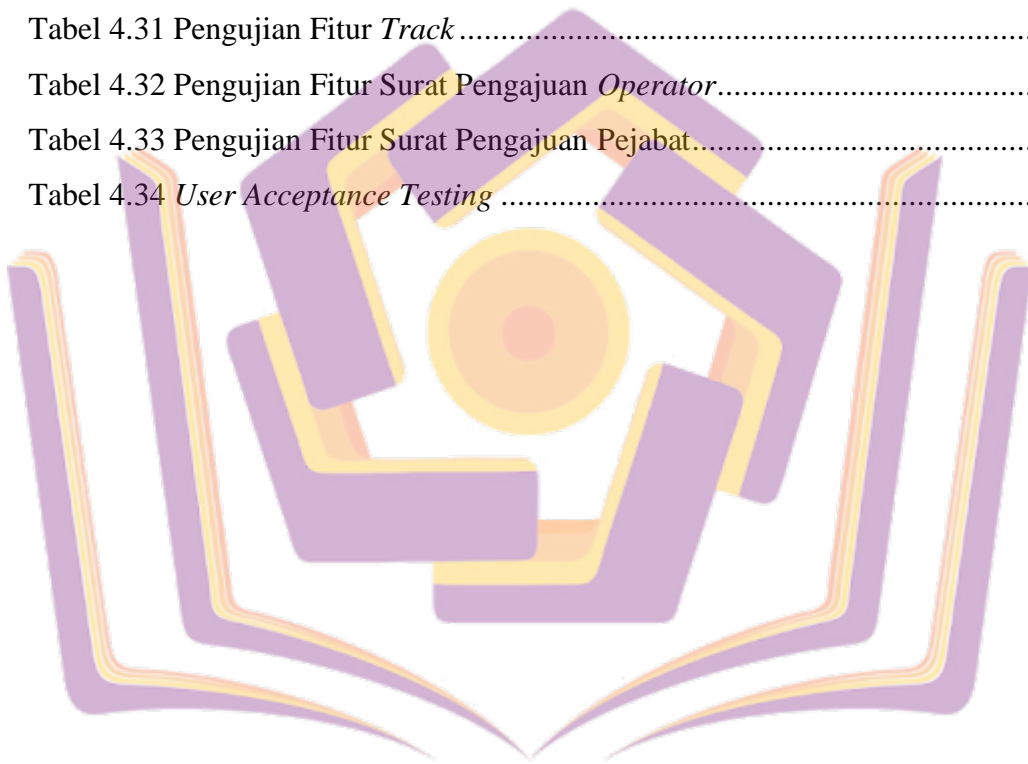 Tabel 4.31 Pengujian Fitur Track ........................................................................
Tabel 4.32 Pengujian Fitur Surat Pengajuan Operator......................................
Tabel 4.33 Pengujian Fitur Surat Pengajuan Pejabat.........................................
Tabel 4.34 User Acceptance Testing ..................................................................